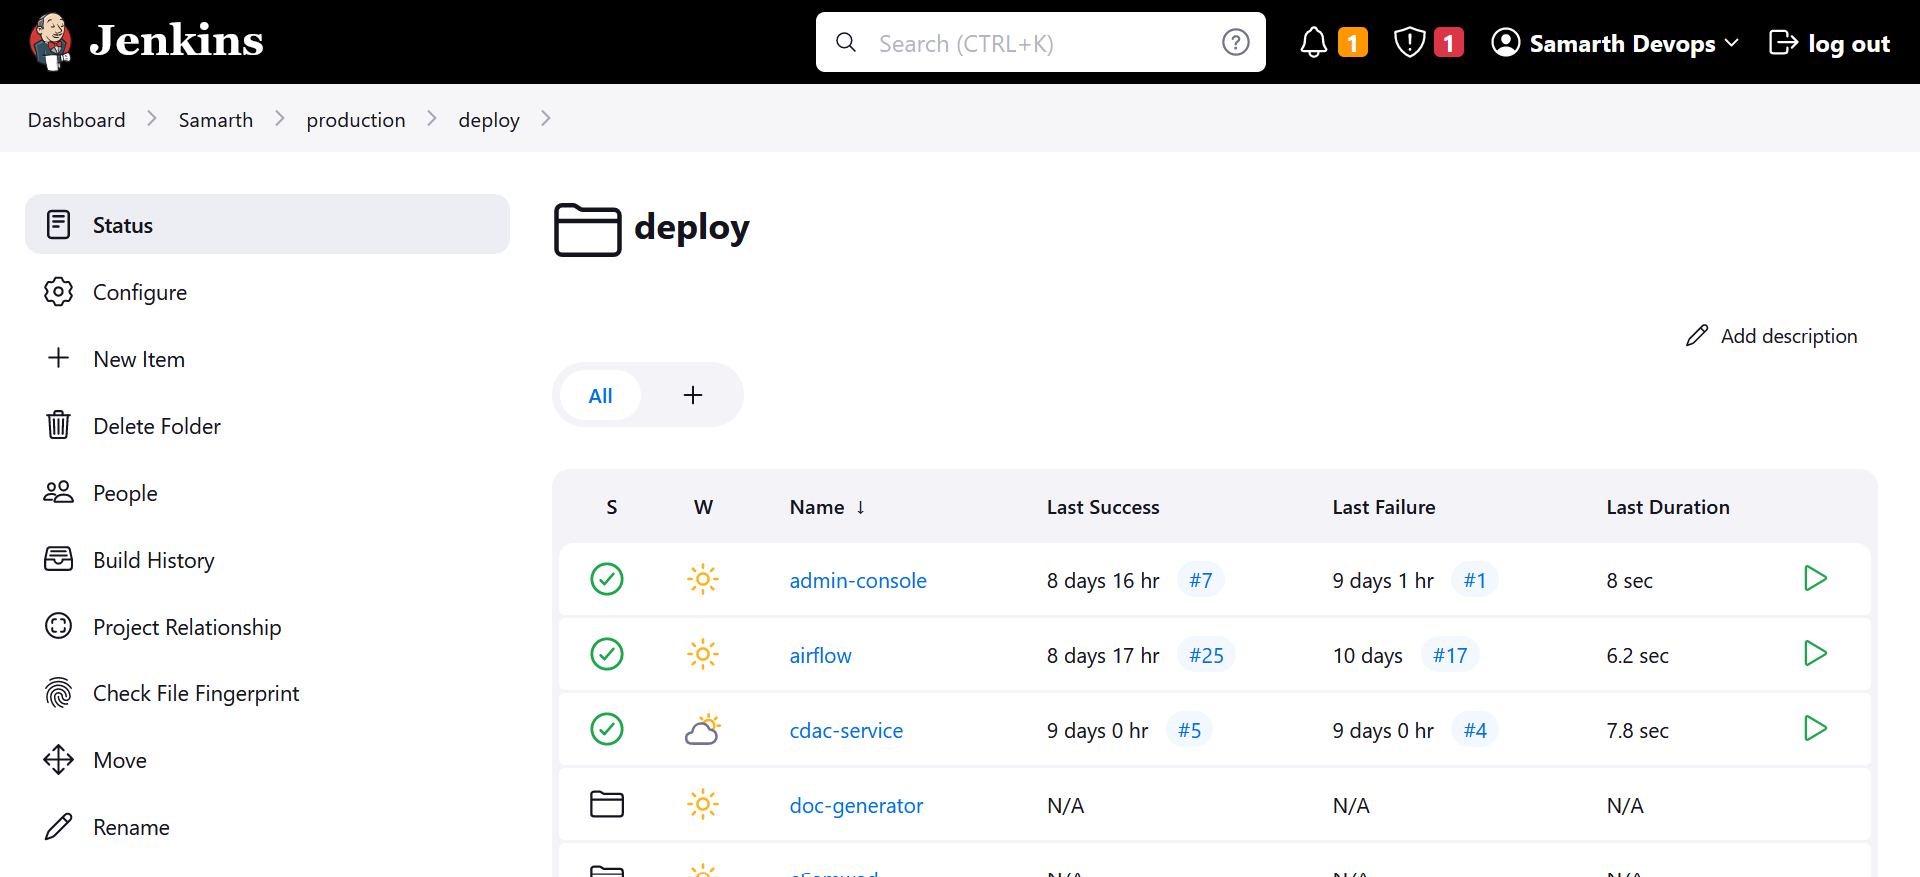 Jenkins
Search (CTRL+K)
1
1
Samarth Devops
log out
Dashboard
Samarth
production
deploy
Status
Configure
New Item
Delete Folder
People
Build History
Project Relationship
Check File Fingerprint
Move
Rename
deploy
Add description
All
S W Name ↓ Last Success Last Failure Last Duration
admin-console 8 days 16 hr #7 9 days 1 hr #1 8 sec
airflow 8 days 17 hr #25 10 days #17 6.2 sec
cdac-service 9 days 0 hr #5 9 days 0 hr #4 7.8 sec
doc-generator N/A N/A N/A
N/A N/A N/A